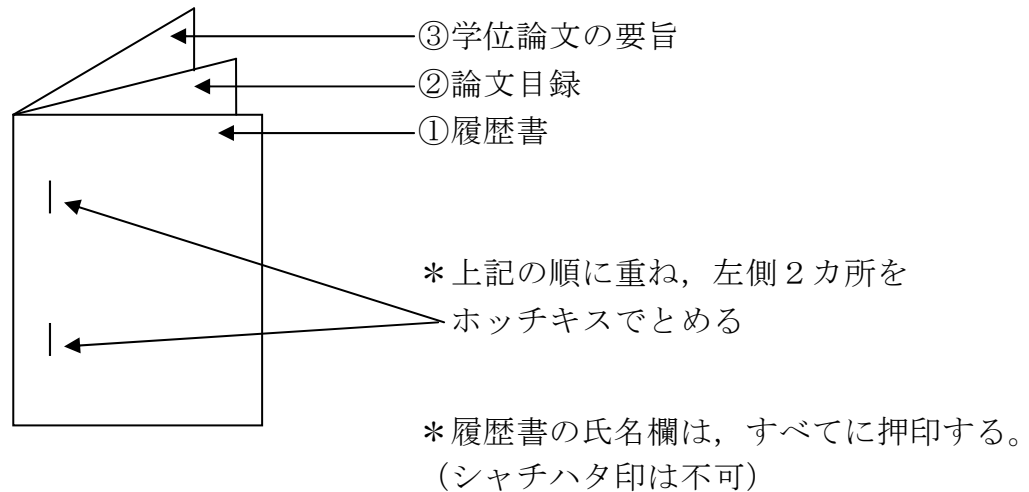 ③学位論文の要旨
②論文目録
①履歴書
＊上記の順に重ね，左側２カ所を
ホッチキスでとめる
＊履歴書の氏名欄は，すべてに押印する。
（シャチハタ印は不可）